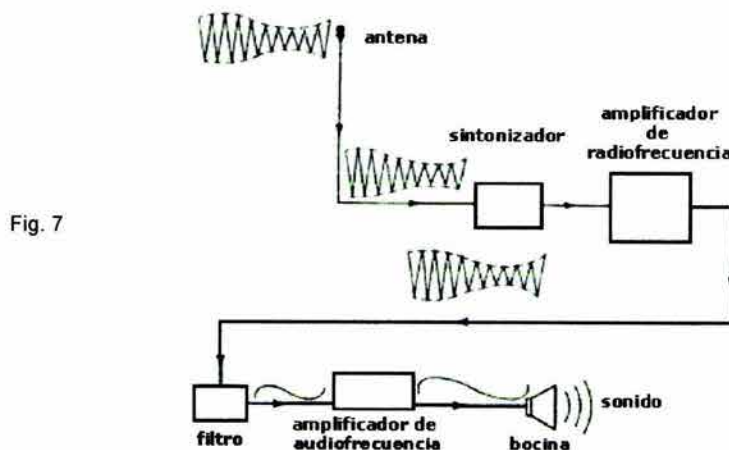 antena
amplificador
de
radiofrecuencia
sintonizador
Fig. 7
sonido
filtro
amplificador de
audiofrecuencia
bocina